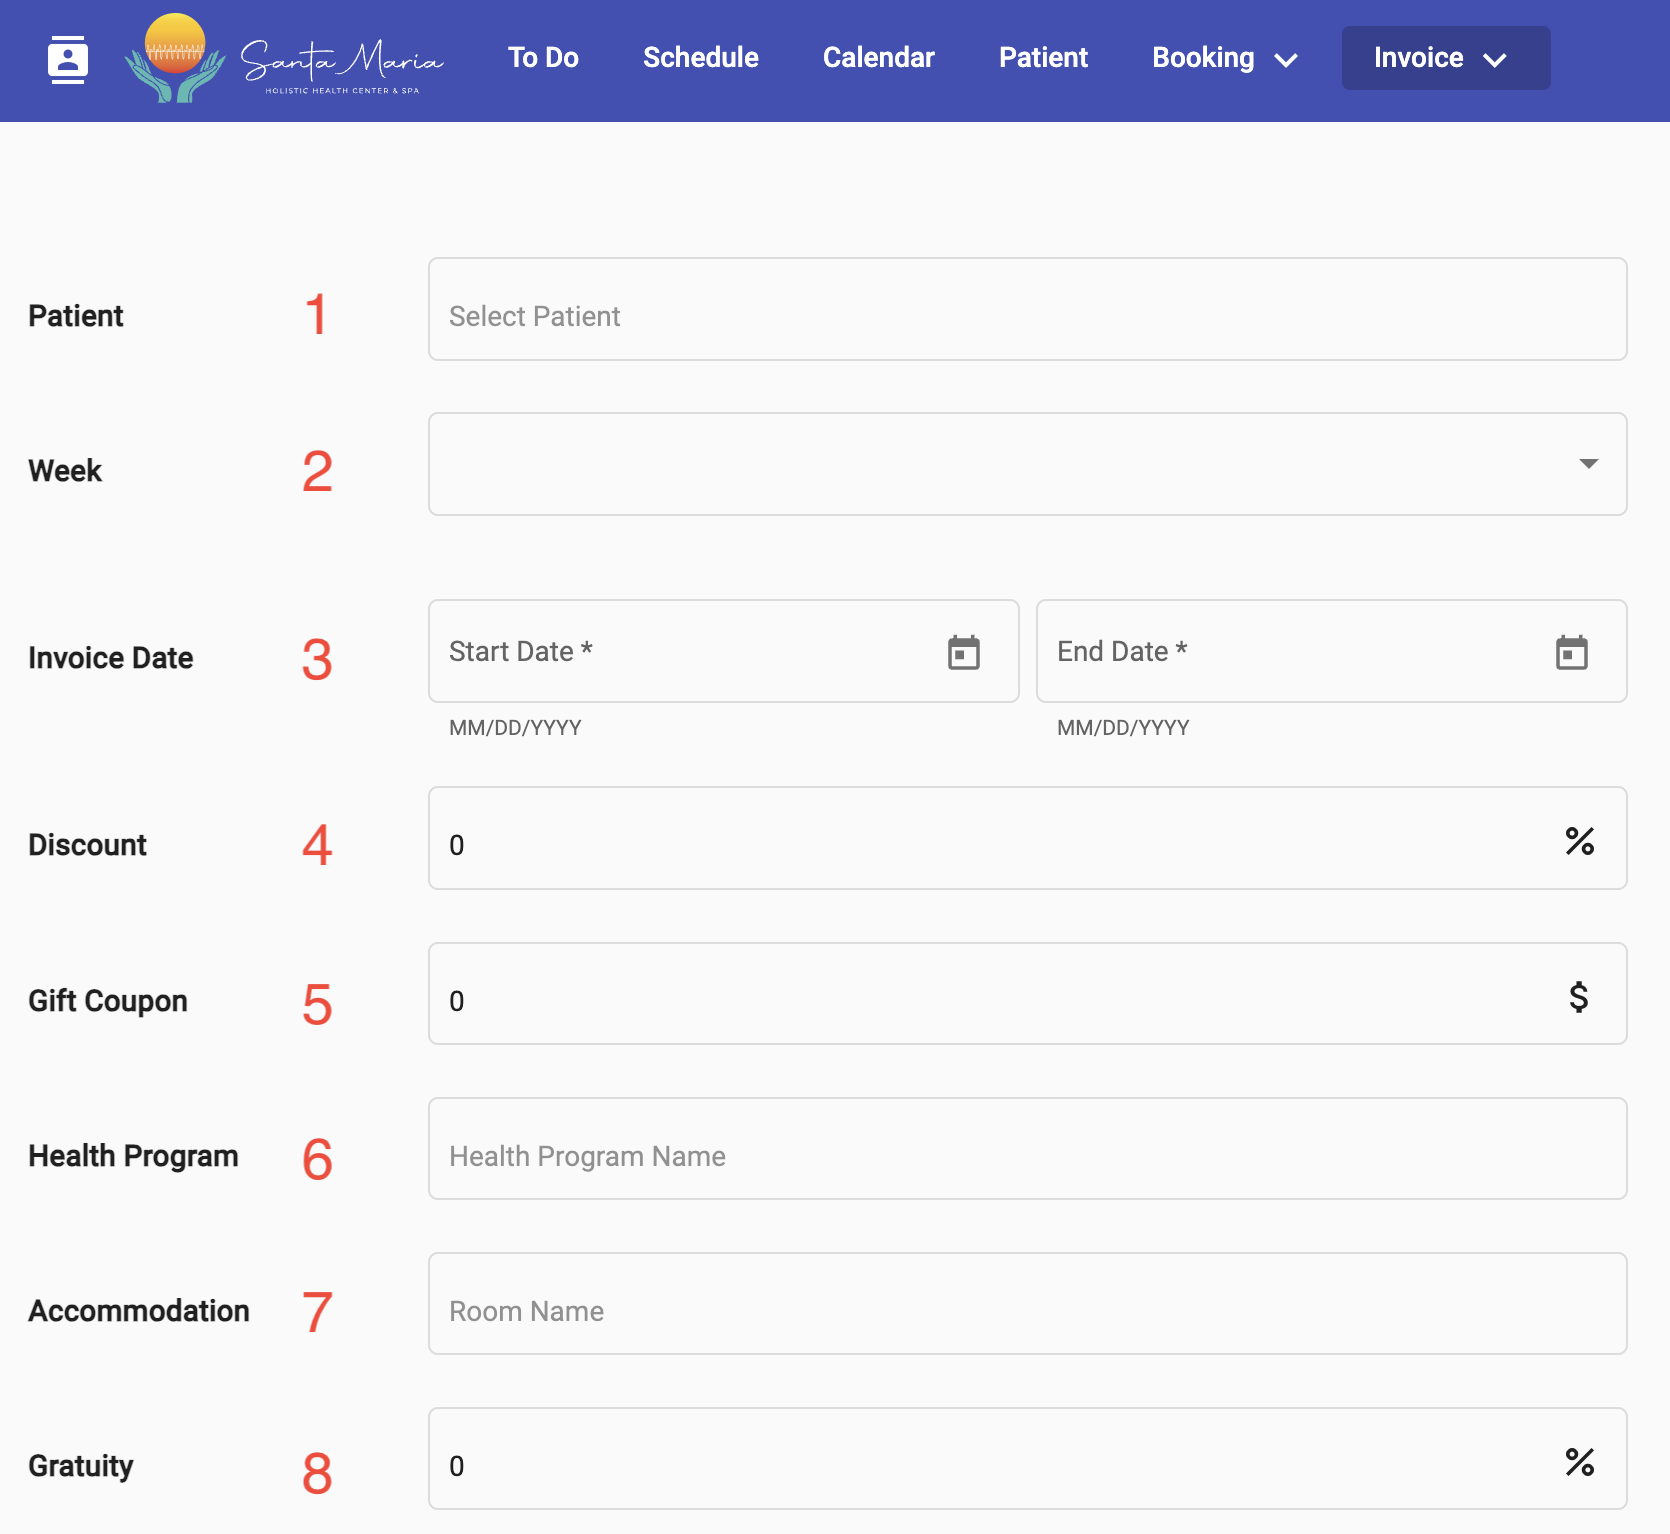 Santa Maria
HOLISTIC HEALTH CENTER & SPA
To Do
Schedule
Calendar
Patient
Booking
Invoice
Patient
1
Select Patient
Week
2
Invoice Date
3
Start Date *
End Date *
MM/DD/YYYY
MM/DD/YYYY
Discount
4
0
%
Gift Coupon
5
0
$
Health Program
6
Health Program Name
Accommodation
7
Room Name
Gratuity
8
0
%